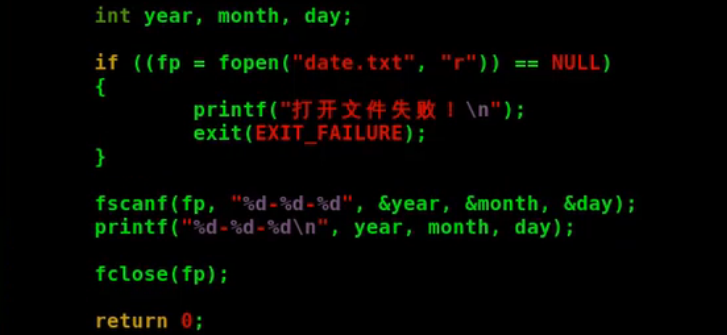 int year, month, day;
if ((fp = fopen("date.txt", "r")) == NULL)
{
printf("打开文件失败！\n");
exit(EXIT_FAILURE);
}
fscanf(fp, "%d-%d-%d", &year, &month, &day);
printf("%d-%d-%d\n", year, month, day);
fclose(fp);
return 0;